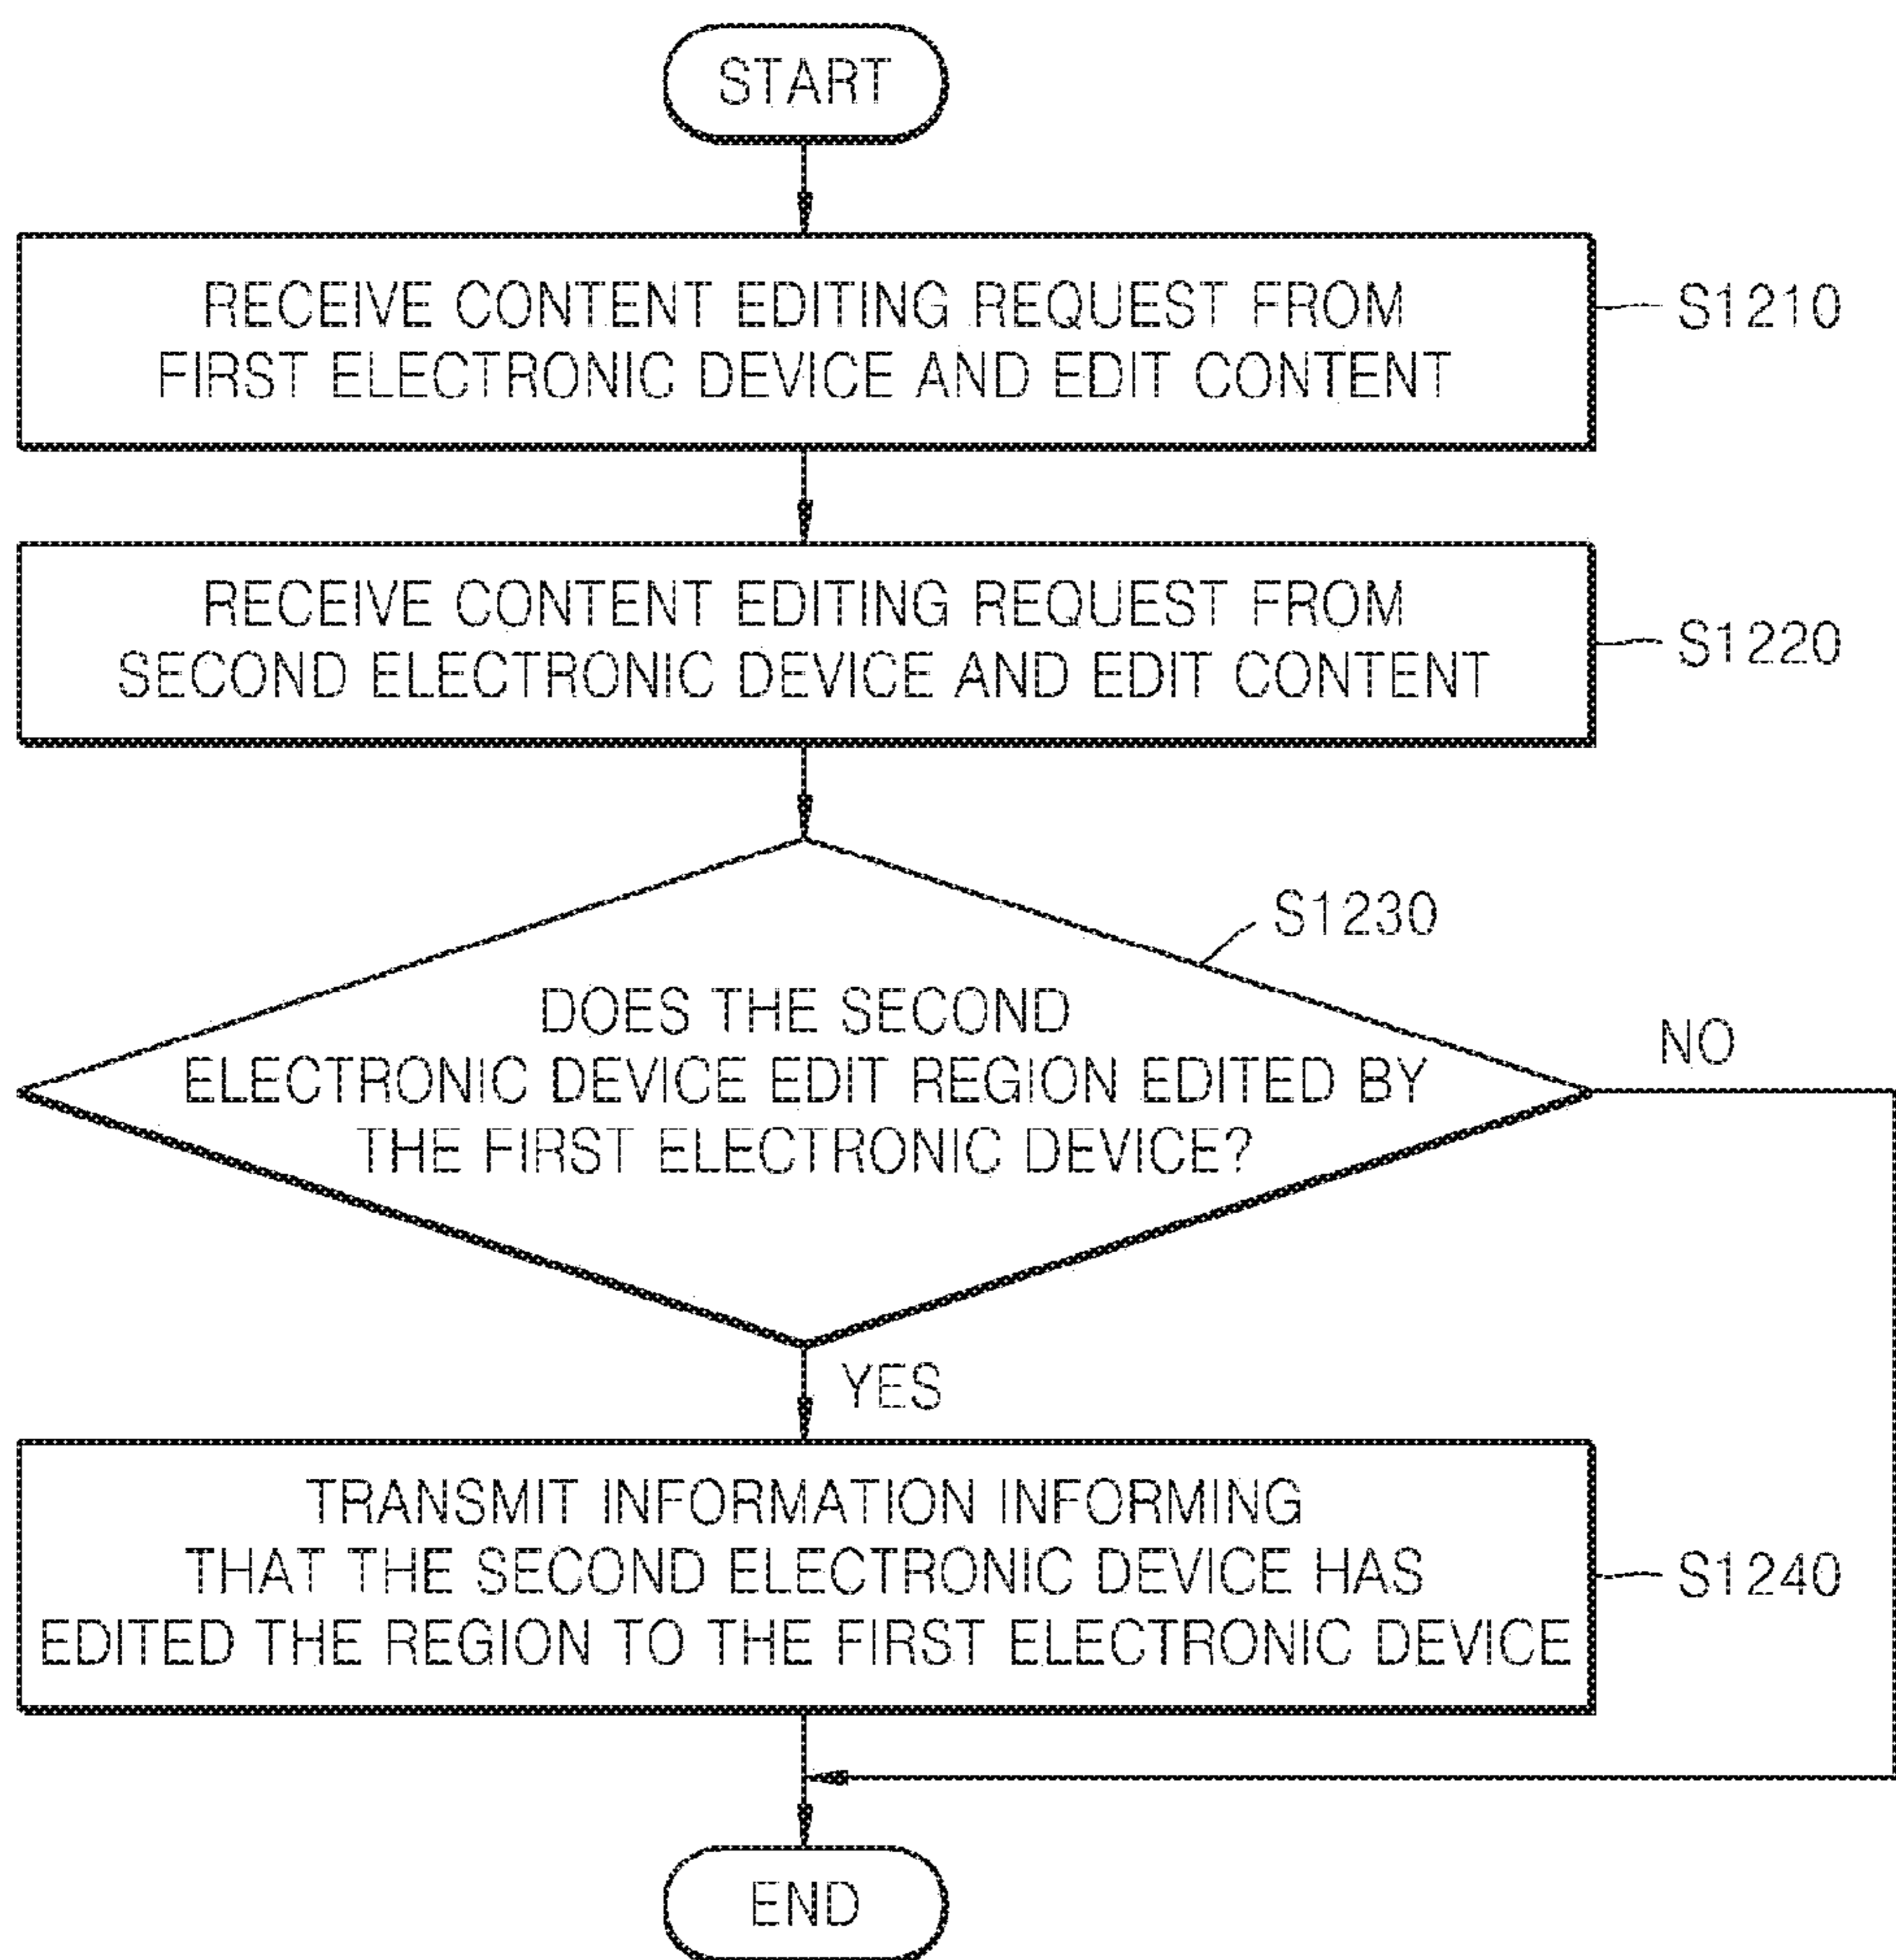 START
RECEIVE CONTENT EDITING REQUEST FROM
FIRST ELECTRONIC DEVICE AND EDIT CONTENT
S1210
RECEIVE CONTENT EDITING REQUEST FROM
SECOND ELECTRONIC DEVICE AND EDIT CONTENT
S1220
S1230
DOES THE SECOND
ELECTRONIC DEVICE EDIT REGION EDITED BY
THE FIRST ELECTRONIC DEVICE?
NO
YES
TRANSMIT INFORMATION INFORMING
THAT THE SECOND ELECTRONIC DEVICE HAS
EDITED THE REGION TO THE FIRST ELECTRONIC DEVICE
S1240
END